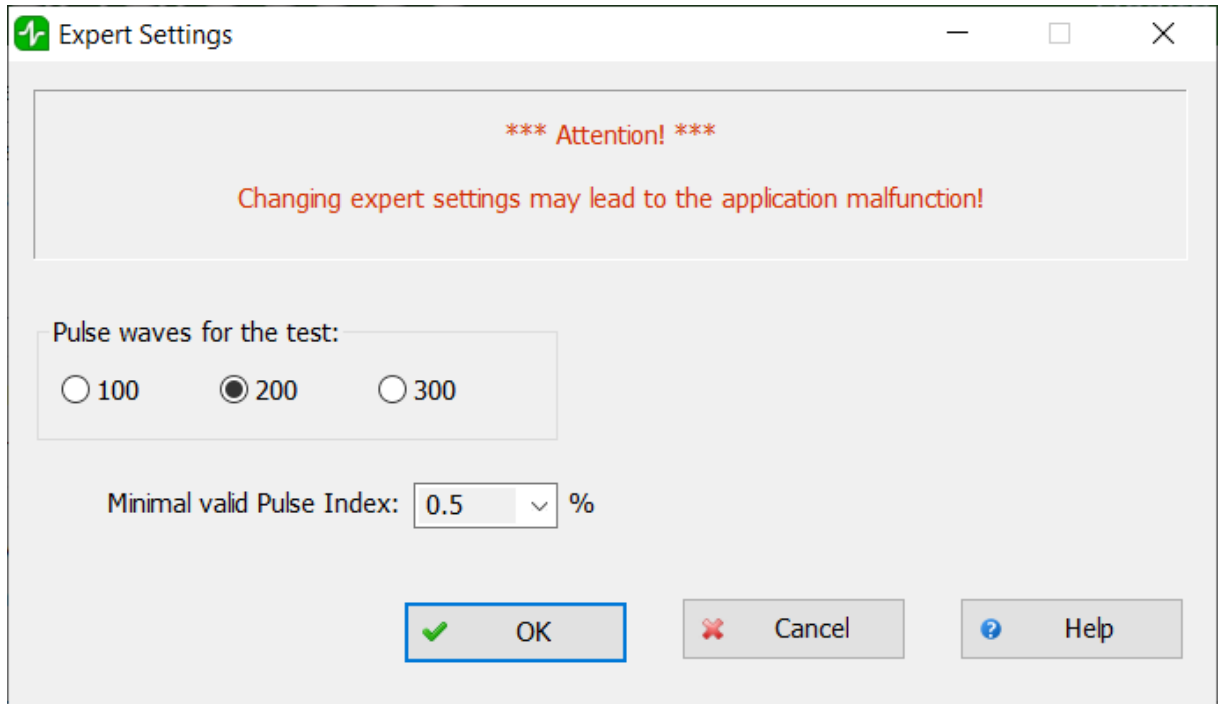 Expert Settings
*** Attention! ***
Changing expert settings may lead to the application malfunction!
Pulse waves for the test:
100 200 300
Minimal valid Pulse Index: 0.5 %
OK Cancel Help